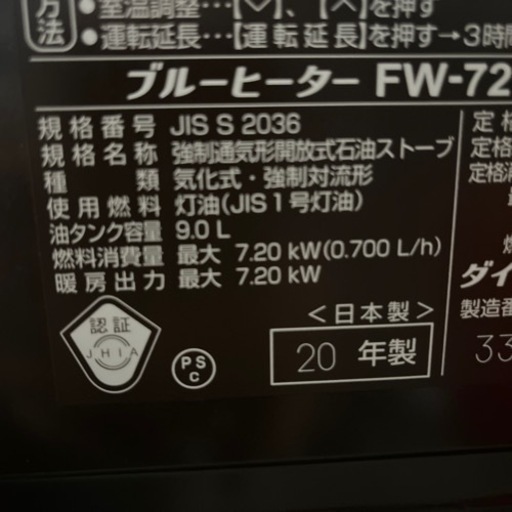 方法
●室温調整…【∨】、【∧】を押す
●運転延長…【運転延長】を押す→3時間
ブルーヒーター FW-72
規格番号 JIS S 2036
規格名称 強制通気形開放式石油ストーブ
種 類 気化式・強制対流形
使用燃料 灯油(JIS1号灯油)
油タンク容量 9.0 L
燃料消費量 最大 7.20 kW(0.700 L/h)
暖房出力 最大 7.20 kW
<日本製>
20 年製
認証
JHIA
PS
C
定格
定格
定格消
燃
ダイ
製造番
33